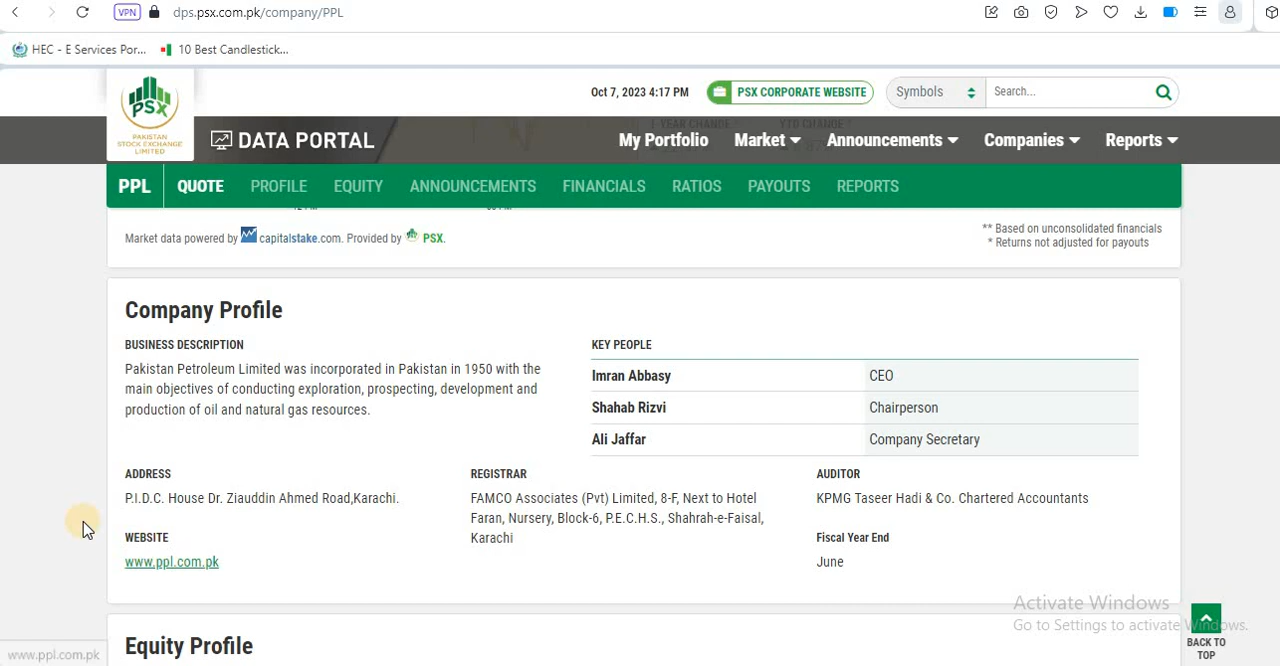 VPN
dps.psx.com.pk/company/PPL
HEC - E Services Por...
10 Best Candlestick...
PSX
PAKISTAN
STOCK EXCHANGE
LIMITED
Oct 7, 2023 4:17 PM
PSX CORPORATE WEBSITE
Symbols
Search...
1 YEAR CHANGE
YTD CHANGE
DATA PORTAL
My Portfolio
Market
Announcements
Companies
Reports
PPL
QUOTE
PROFILE
EQUITY
ANNOUNCEMENTS
FINANCIALS
RATIOS
PAYOUTS
REPORTS
Market data powered by capitalstake.com. Provided by PSX.
** Based on unconsolidated financials
* Returns not adjusted for payouts
Company Profile
BUSINESS DESCRIPTION
Pakistan Petroleum Limited was incorporated in Pakistan in 1950 with the
main objectives of conducting exploration, prospecting, development and
production of oil and natural gas resources.
KEY PEOPLE
Imran Abbasy CEO
Shahab Rizvi Chairperson
Ali Jaffar Company Secretary
ADDRESS
P.I.D.C. House Dr. Ziauddin Ahmed Road,Karachi.
WEBSITE
www.ppl.com.pk
REGISTRAR
FAMCO Associates (Pvt) Limited, 8-F, Next to Hotel
Faran, Nursery, Block-6, P.E.C.H.S., Shahrah-e-Faisal,
Karachi
AUDITOR
KPMG Taseer Hadi & Co. Chartered Accountants
Fiscal Year End
June
Activate Windows
Go to Settings to activate Windows.
BACK TO
TOP
Equity Profile
www.ppl.com.pk